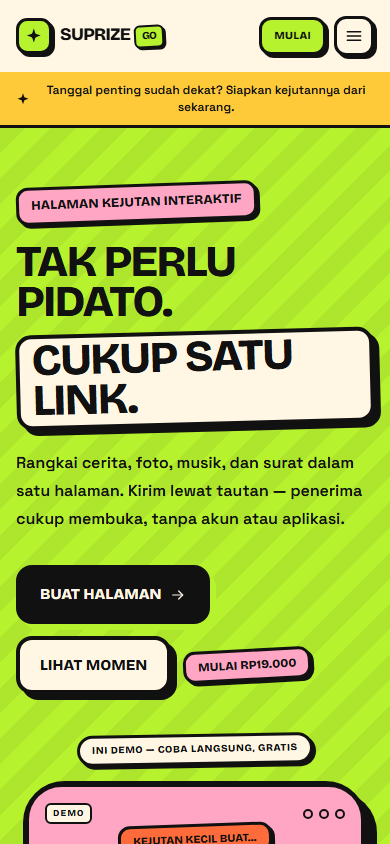 SUPRIZE GO
MULAI
Tanggal penting sudah dekat? Siapkan kejutannya dari
sekarang.
HALAMAN KEJUTAN INTERAKTIF
TAK PERLU
PIDATO.
CUKUP SATU
LINK.
Rangkai cerita, foto, musik, dan surat dalam
satu halaman. Kirim lewat tautan — penerima
cukup membuka, tanpa akun atau aplikasi.
BUAT HALAMAN →
LIHAT MOMEN
MULAI RP19.000
INI DEMO — COBA LANGSUNG, GRATIS
DEMO
KEJUTAN KECIL BUAT...